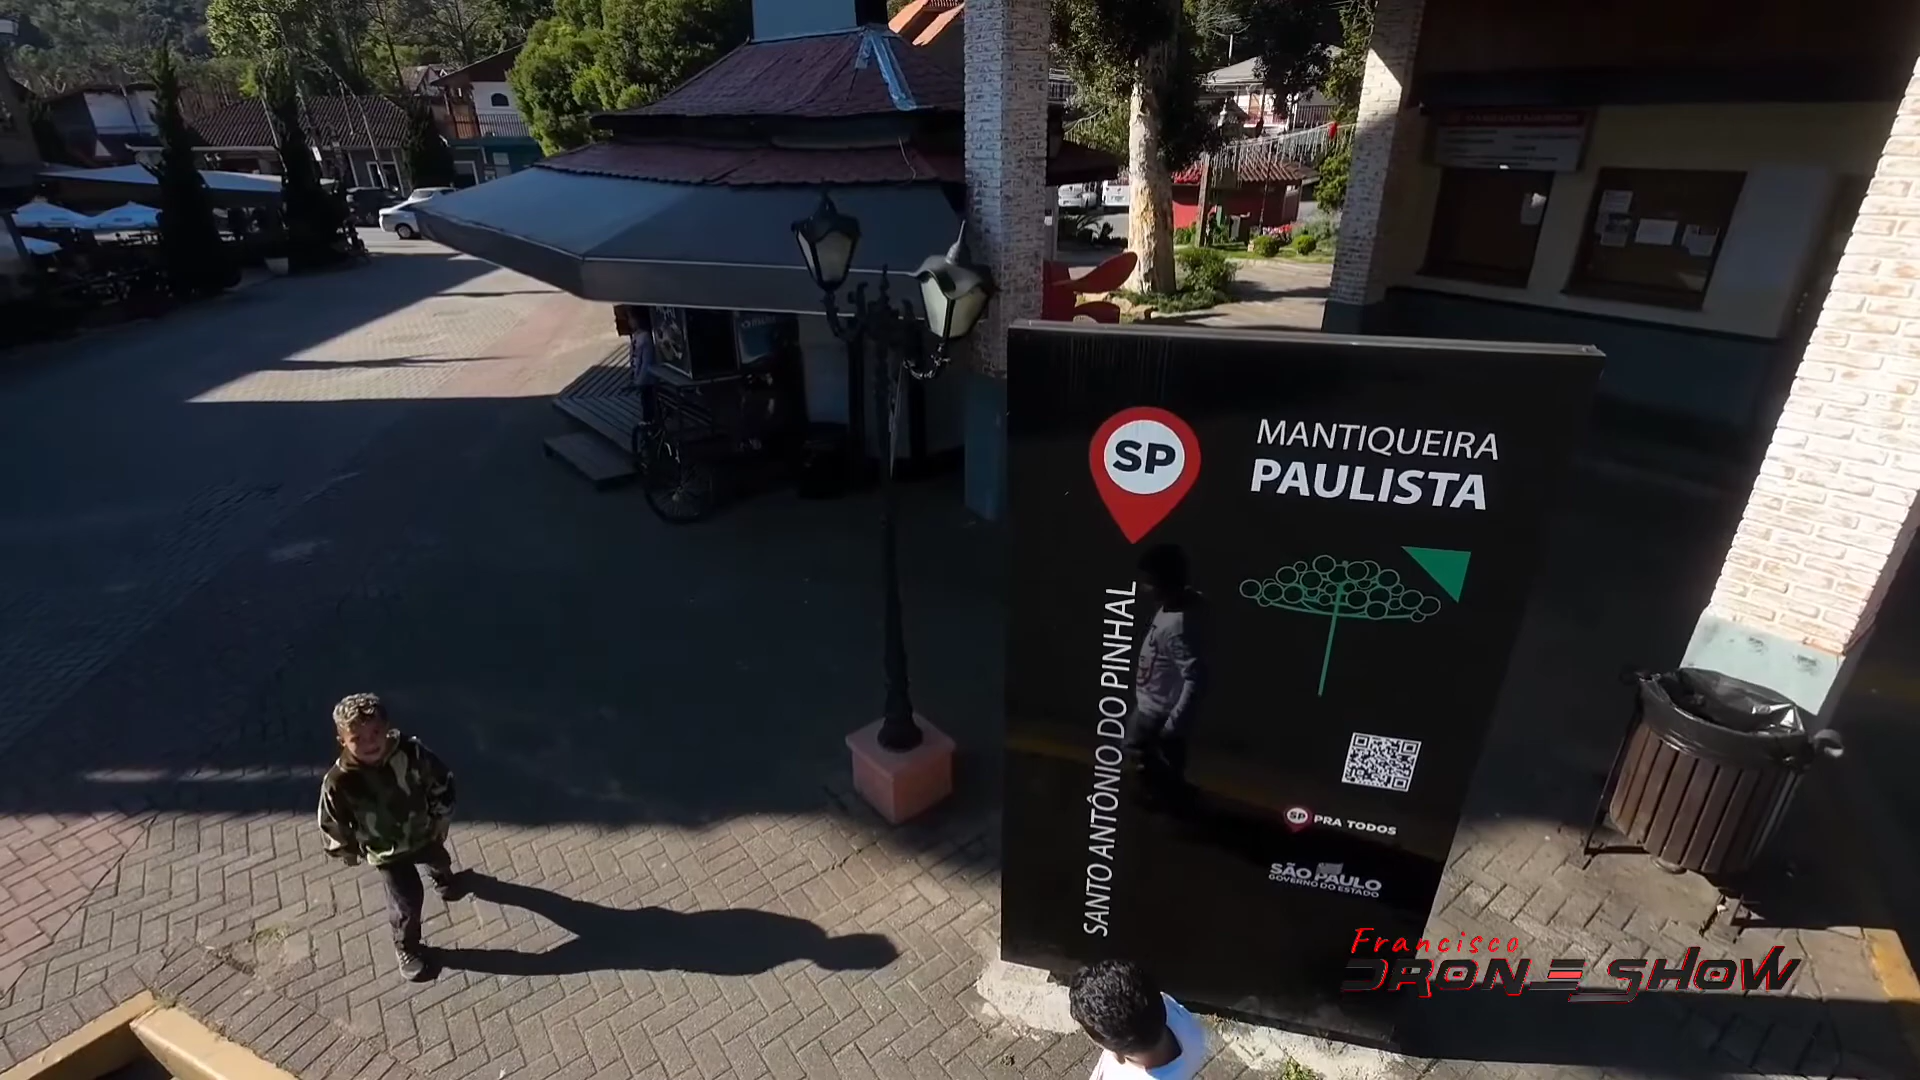 SP
MANTIQUEIRA
PAULISTA
SANTO ANTÔNIO DO PINHAL
SP PRA TODOS
SÃO PAULO
GOVERNO DO ESTADO
Francisco
DRONE SHOW